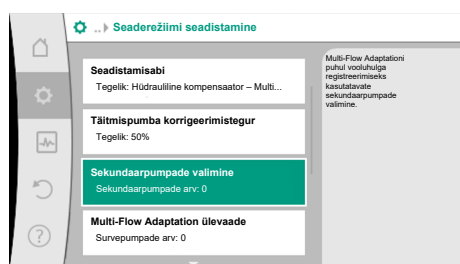 ..▸ Seaderežiimi seadistamine
Seadistamisabi
Tegelik: Hüdrauliline kompensaator – Multi...
Täitmispumba korrigeerimistegur
Tegelik: 50%
Sekundaarpumpade valimine
Sekundaarpumpade arv: 0
Multi-Flow Adaptation ülevaade
Survepumpade arv: 0
Multi-Flow Adaptationi
puhul vooluhulga
registreerimiseks
kasutatavate
sekundaarpumpade
valimine.